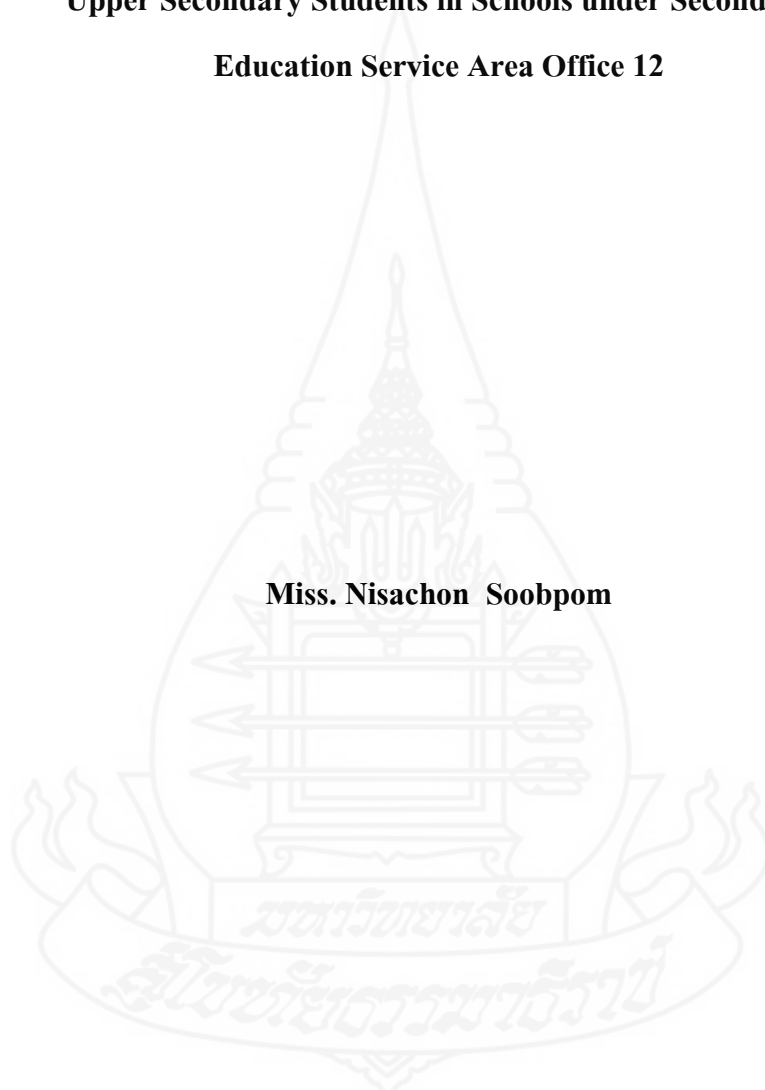 Upper Secondary Students in Schools under Second
Education Service Area Office 12
Miss. Nisachon Soobpom
มหาวิทยาลัย
สุโขทัยธรรมาธิราช